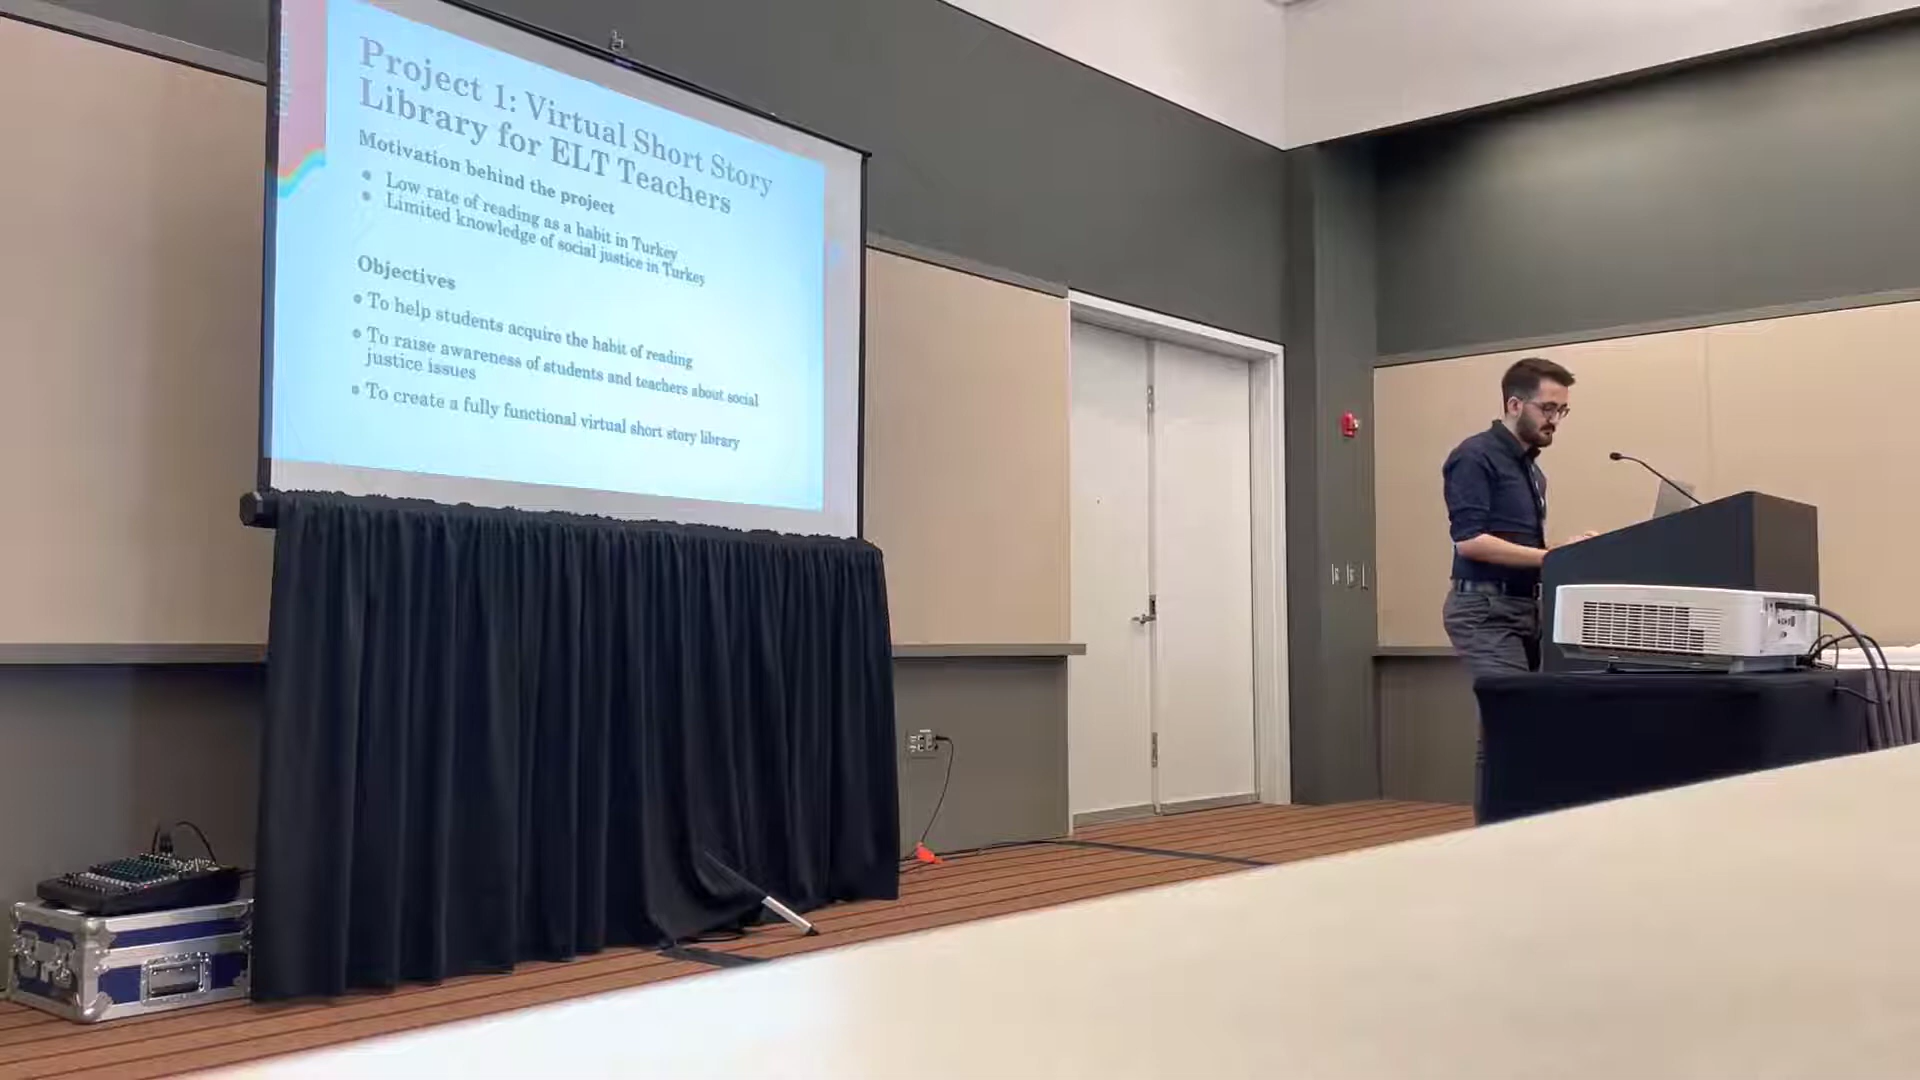 Project 1: Virtual Short Story
Library for ELT Teachers
Motivation behind the project
• Low rate of reading as a habit in Turkey
• Limited knowledge of social justice in Turkey
Objectives
• To help students acquire the habit of reading
• To raise awareness of students and teachers about social
justice issues
• To create a fully functional virtual short story library